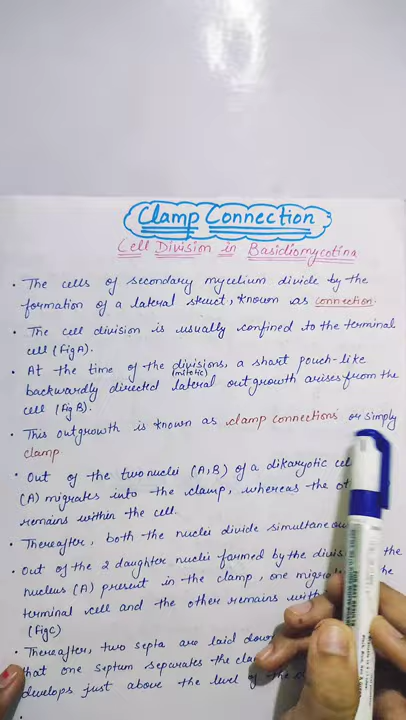 Clamp Connection
Cell Division in Basidiomycotina
• The cells of secondary mycelium divide by the
formation of a lateral struct, known as connection.
• The cell division is usually confined to the terminal
cell (Fig A).
• At the time of the divisions, a short pouch-like
(mitotic)
backwardly directed lateral outgrowth arises from the
cell (Fig B).
• This outgrowth is known as 'clamp connections' or simply
clamp.
• Out of the two nuclei (A,B) of a dikaryotic
(A) migrates into the clamp, whereas the
remains within the cell.
• Thereafter, both the nuclei divide
• Out of the 2 daughter nuclei formed by the the
nucleus (A) present in the clamp, one
terminal cell and the other remains
(Fig C)
• Thereafter, two septa are laid
that one septum separates the
develops just above the level of the